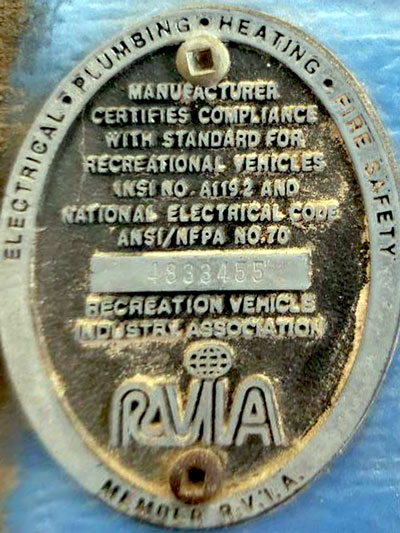 ELECTRICAL • PLUMBING • HEATING • FIRE SAFETY
MANUFACTURER
CERTIFIES COMPLIANCE
WITH STANDARD FOR
RECREATIONAL VEHICLES
ANSI NO. A119.2 AND
NATIONAL ELECTRICAL CODE
ANSI/NFPA NO. 70
4833455
RECREATION VEHICLE
INDUSTRY ASSOCIATION
RVIA
MEMBER R.V.I.A.